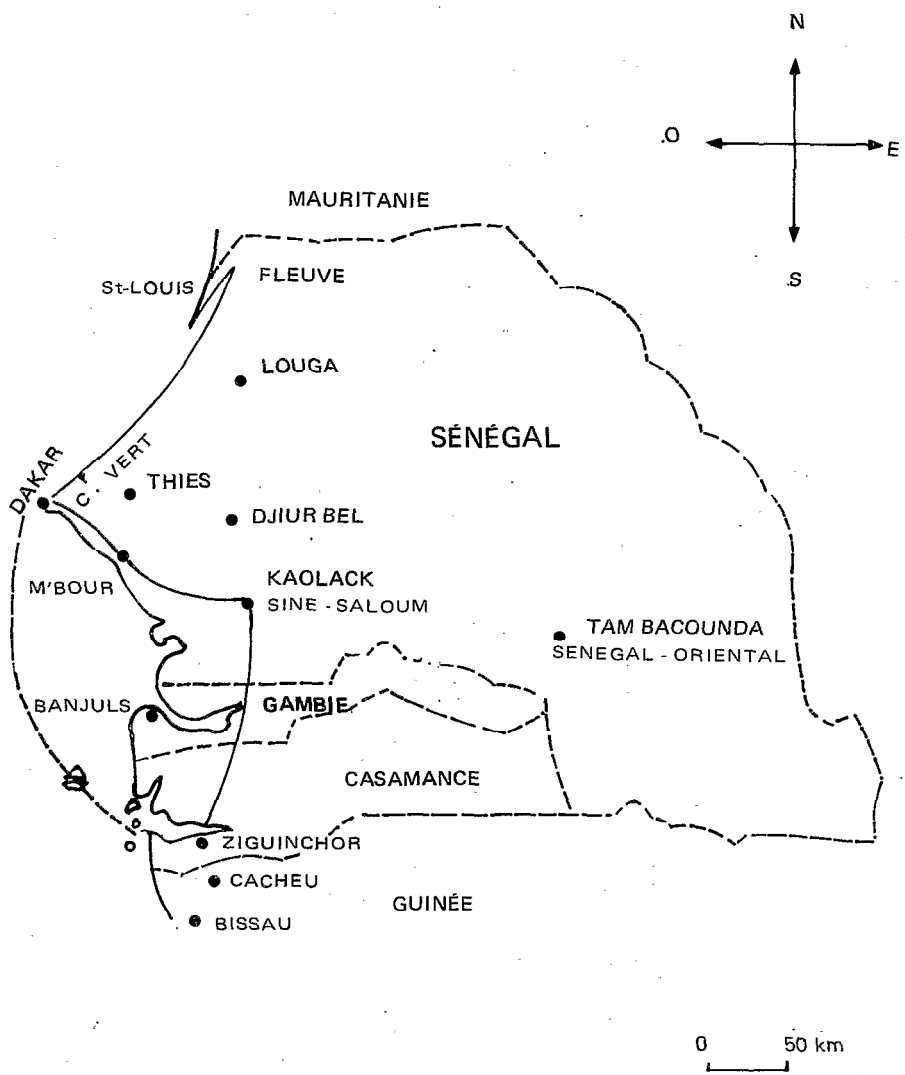 N
.O
E
.S
MAURITANIE
FLEUVE
St-LOUIS
LOUGA
SÉNÉGAL
DAKAR
C. VERT
THIES
DJIUR BEL
M'BOUR
KAOLACK
SINE - SALOUM
TAM BACOUNDA
SENEGAL - ORIENTAL
BANJULS
GAMBIE
CASAMANCE
ZIGUINCHOR
CACHEU
GUINÉE
BISSAU
0 50 km